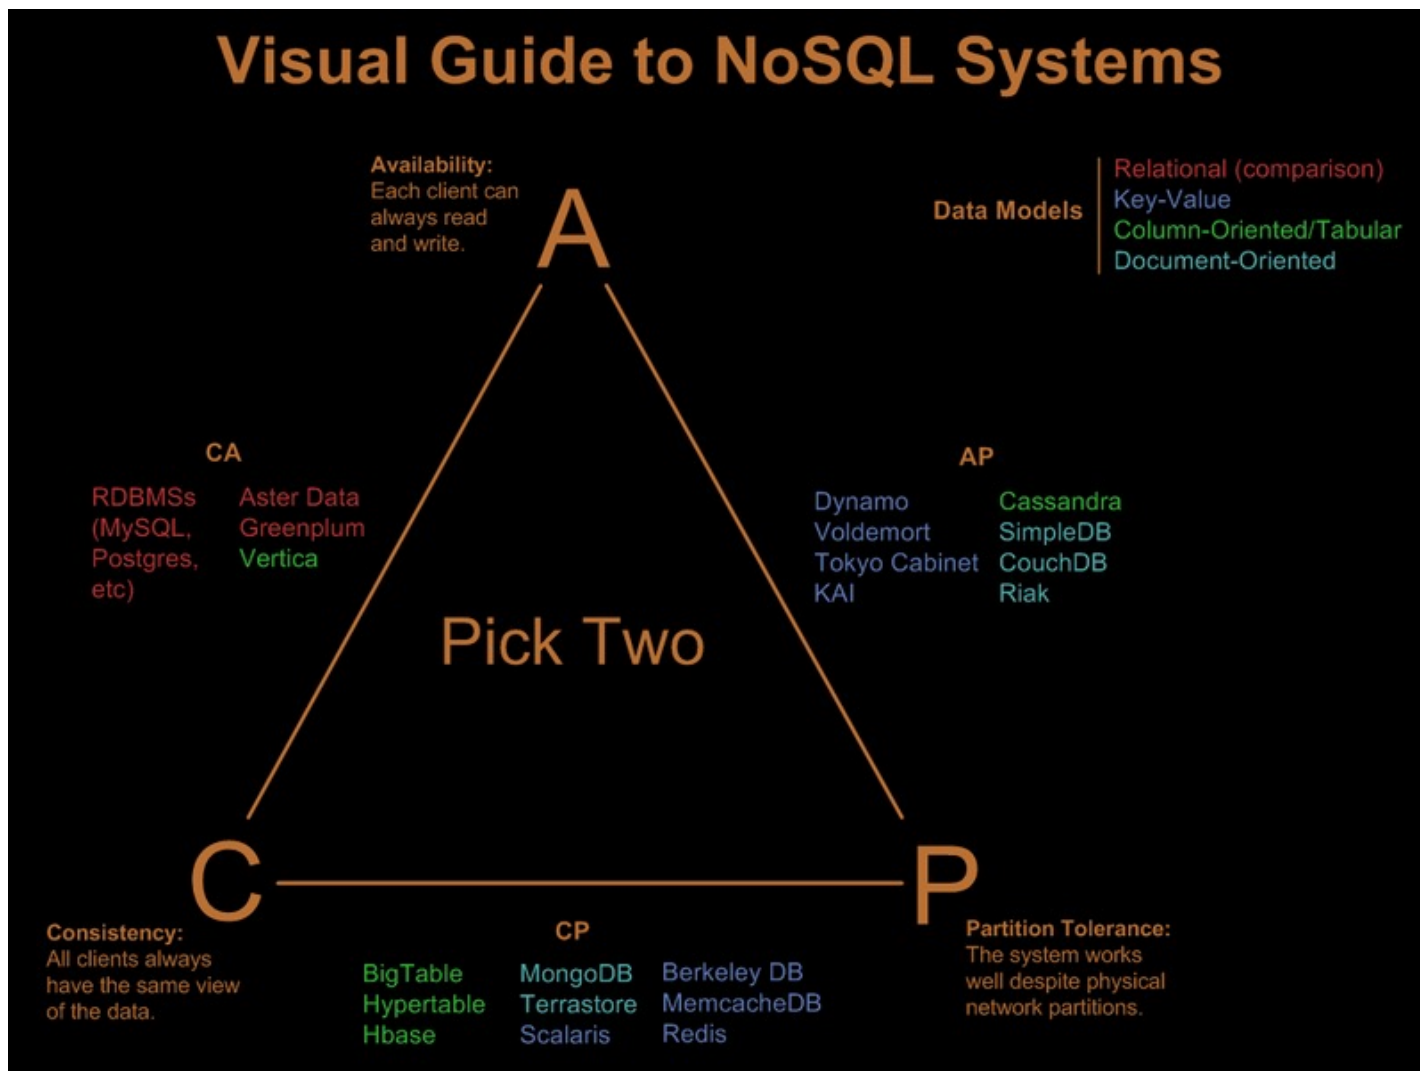 Visual Guide to NoSQL Systems
Availability:
Each client can
always read
and write.
A
Data Models
Relational (comparison)
Key-Value
Column-Oriented/Tabular
Document-Oriented
CA
RDBMSs
(MySQL,
Postgres,
etc)
Aster Data
Greenplum
Vertica
AP
Dynamo
Voldemort
Tokyo Cabinet
KAI
Cassandra
SimpleDB
CouchDB
Riak
Pick Two
C
Consistency:
All clients always
have the same view
of the data.
P
Partition Tolerance:
The system works
well despite physical
network partitions.
CP
BigTable
Hypertable
Hbase
MongoDB
Terrastore
Scalaris
Berkeley DB
MemcacheDB
Redis